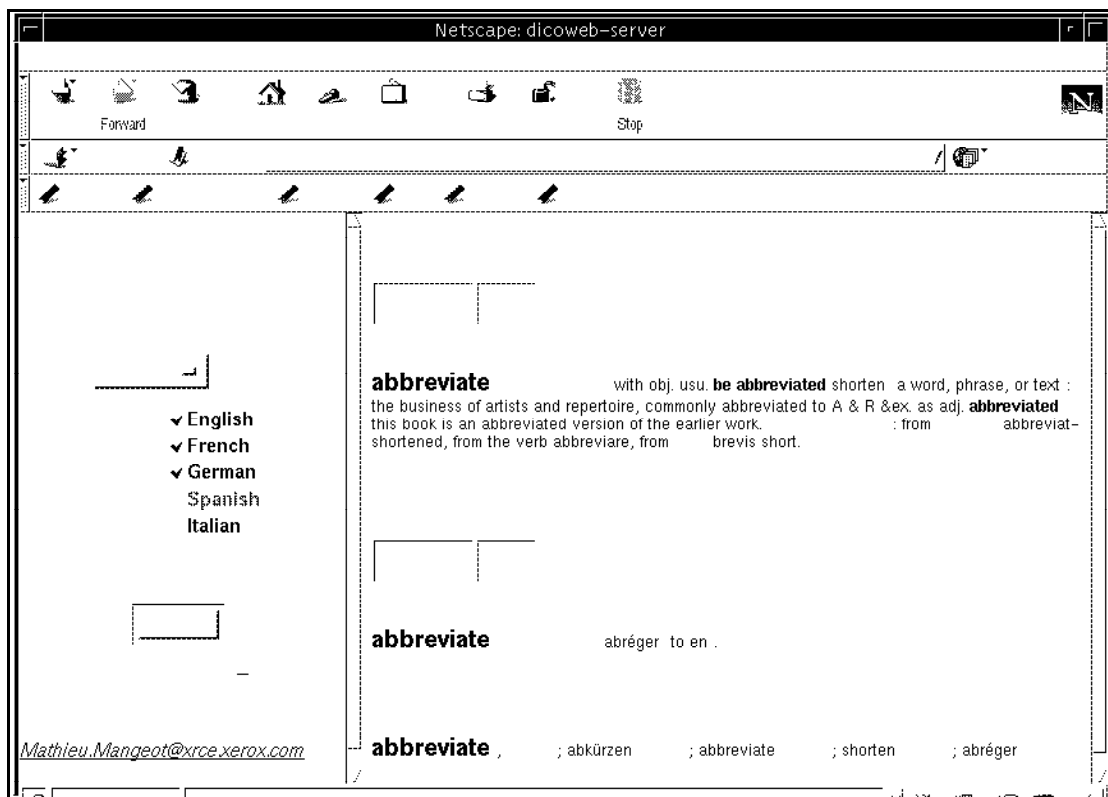 Netscape: dicoweb-server
Forward
Stop
English
French
German
Spanish
Italian
Mathieu.Mangeot@xrce.xerox.com
abbreviate with obj. usu. be abbreviated shorten a word, phrase, or text :
the business of artists and repertoire, commonly abbreviated to A & R &ex. as adj. abbreviated
this book is an abbreviated version of the earlier work. : from abbreviat-
shortened, from the verb abbreviare, from brevis short.
abbreviate abréger to en .
abbreviate , ; abkürzen ; abbreviate ; shorten ; abréger